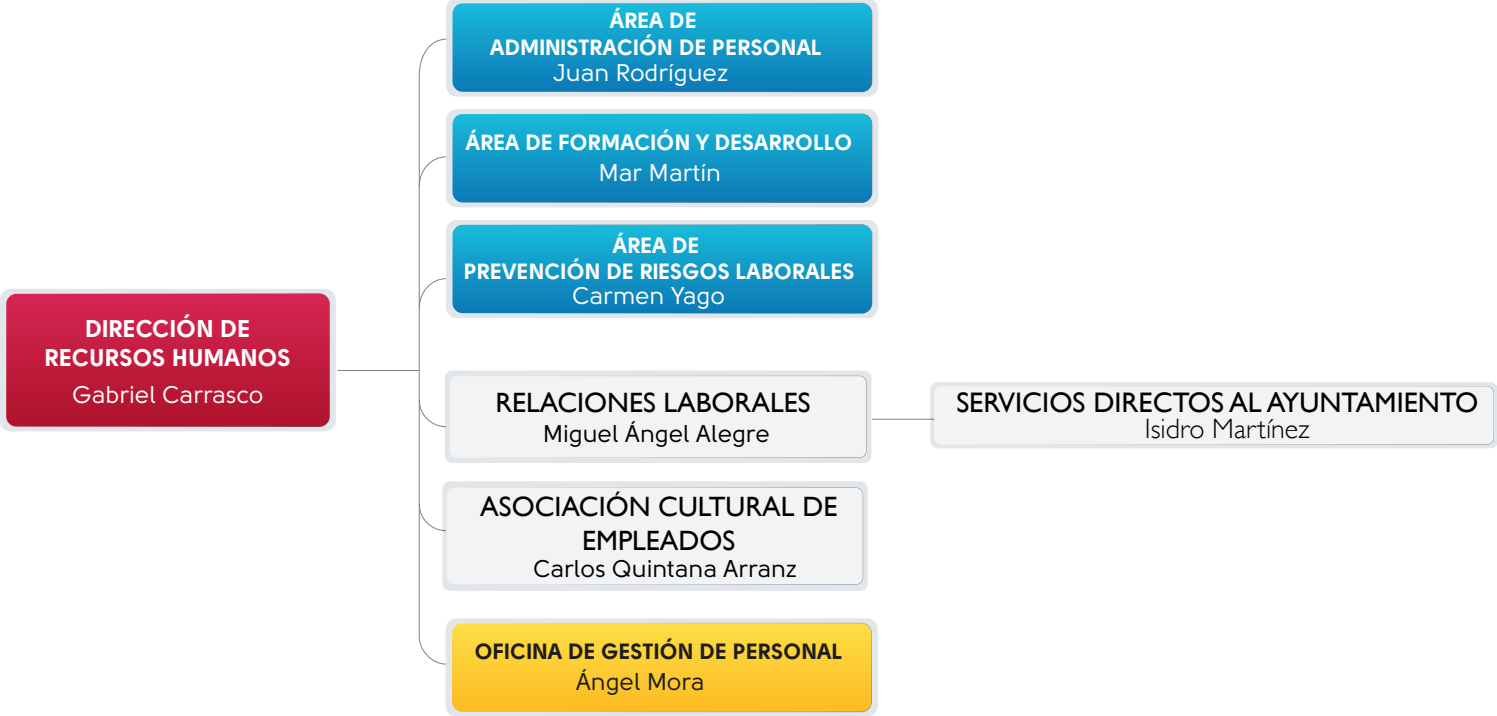 ÁREA DE
ADMINISTRACIÓN DE PERSONAL
Juan Rodríguez
ÁREA DE FORMACIÓN Y DESARROLLO
Mar Martín
ÁREA DE
PREVENCIÓN DE RIESGOS LABORALES
Carmen Yago
DIRECCIÓN DE
RECURSOS HUMANOS
Gabriel Carrasco
RELACIONES LABORALES
Miguel Ángel Alegre
SERVICIOS DIRECTOS AL AYUNTAMIENTO
Isidro Martínez
ASOCIACIÓN CULTURAL DE
EMPLEADOS
Carlos Quintana Arranz
OFICINA DE GESTIÓN DE PERSONAL
Ángel Mora